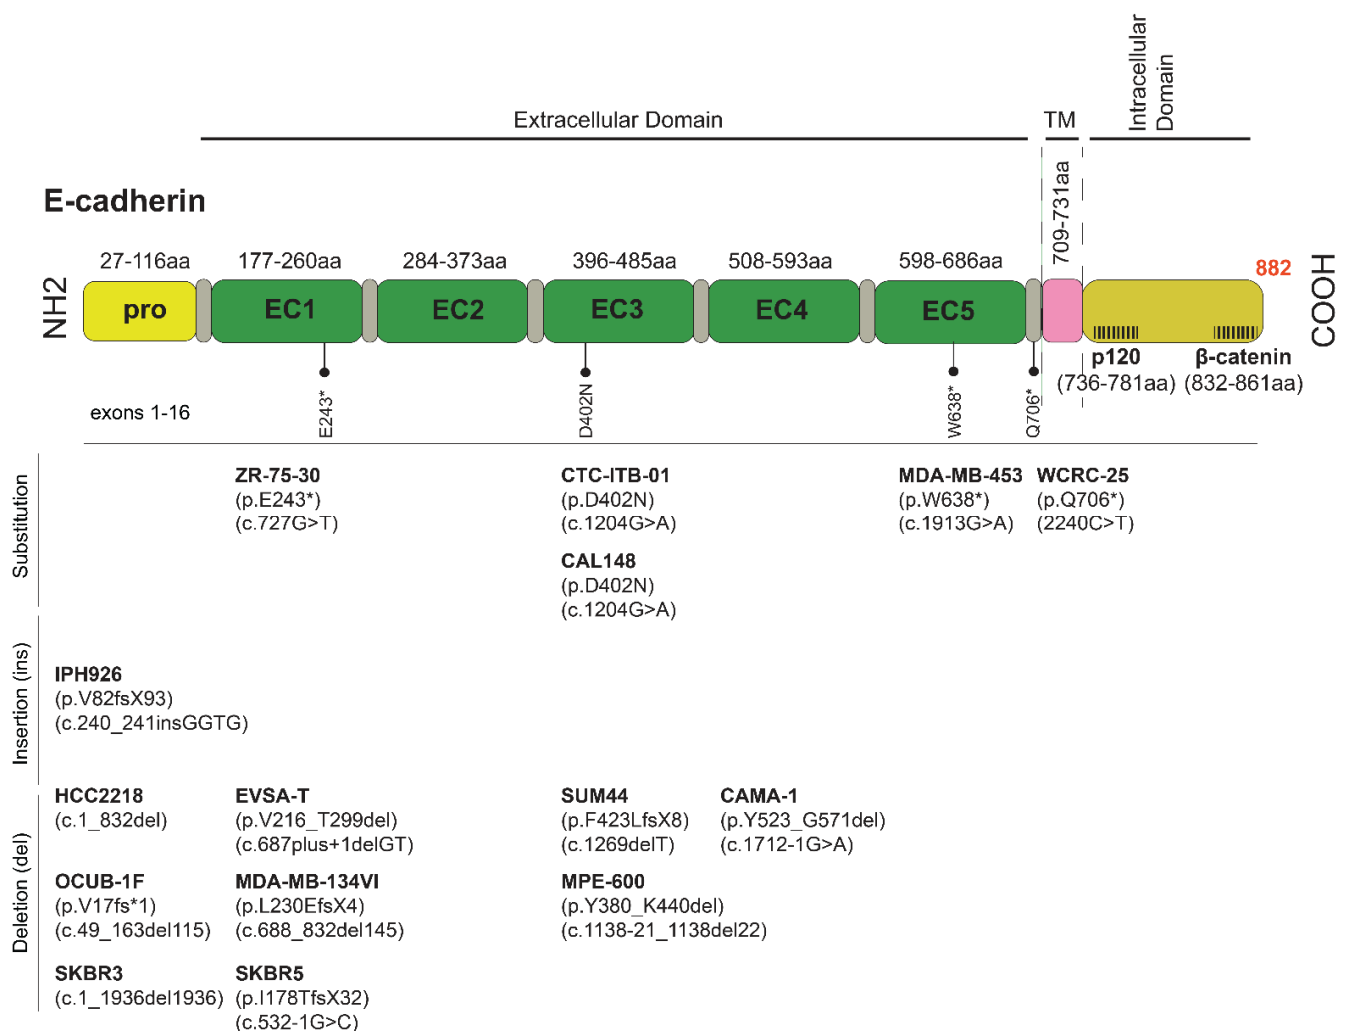 Intracellular
Domain
Extracellular Domain
TM
E-cadherin
709-731aa
27-116aa
177-260aa
284-373aa
396-485aa
508-593aa
598-686aa
882
NH2
pro
EC1
EC2
EC3
EC4
EC5
COOH
p120
β-catenin
(736-781aa)
(832-861aa)
exons 1-16
E243*
D402N
W638*
Q706*
Substitution
ZR-75-30
(p.E243*)
(c.727G>T)
CTC-ITB-01
(p.D402N)
(c.1204G>A)
MDA-MB-453
(p.W638*)
(c.1913G>A)
WCRC-25
(p.Q706*)
(2240C>T)
CAL148
(p.D402N)
(c.1204G>A)
Insertion (ins)
IPH926
(p.V82fsX93)
(c.240_241insGGTG)
Deletion (del)
HCC2218
(c.1_832del)
EVSA-T
(p.V216_T299del)
(c.687plus+1delGT)
SUM44
(p.F423LfsX8)
(c.1269delT)
CAMA-1
(p.Y523_G571del)
(c.1712-1G>A)
OCUB-1F
(p.V17fs*1)
(c.49_163del115)
MDA-MB-134VI
(p.L230EfsX4)
(c.688_832del145)
MPE-600
(p.Y380_K440del)
(c.1138-21_1138del22)
SKBR3
(c.1_1936del1936)
SKBR5
(p.I178TfsX32)
(c.532-1G>C)